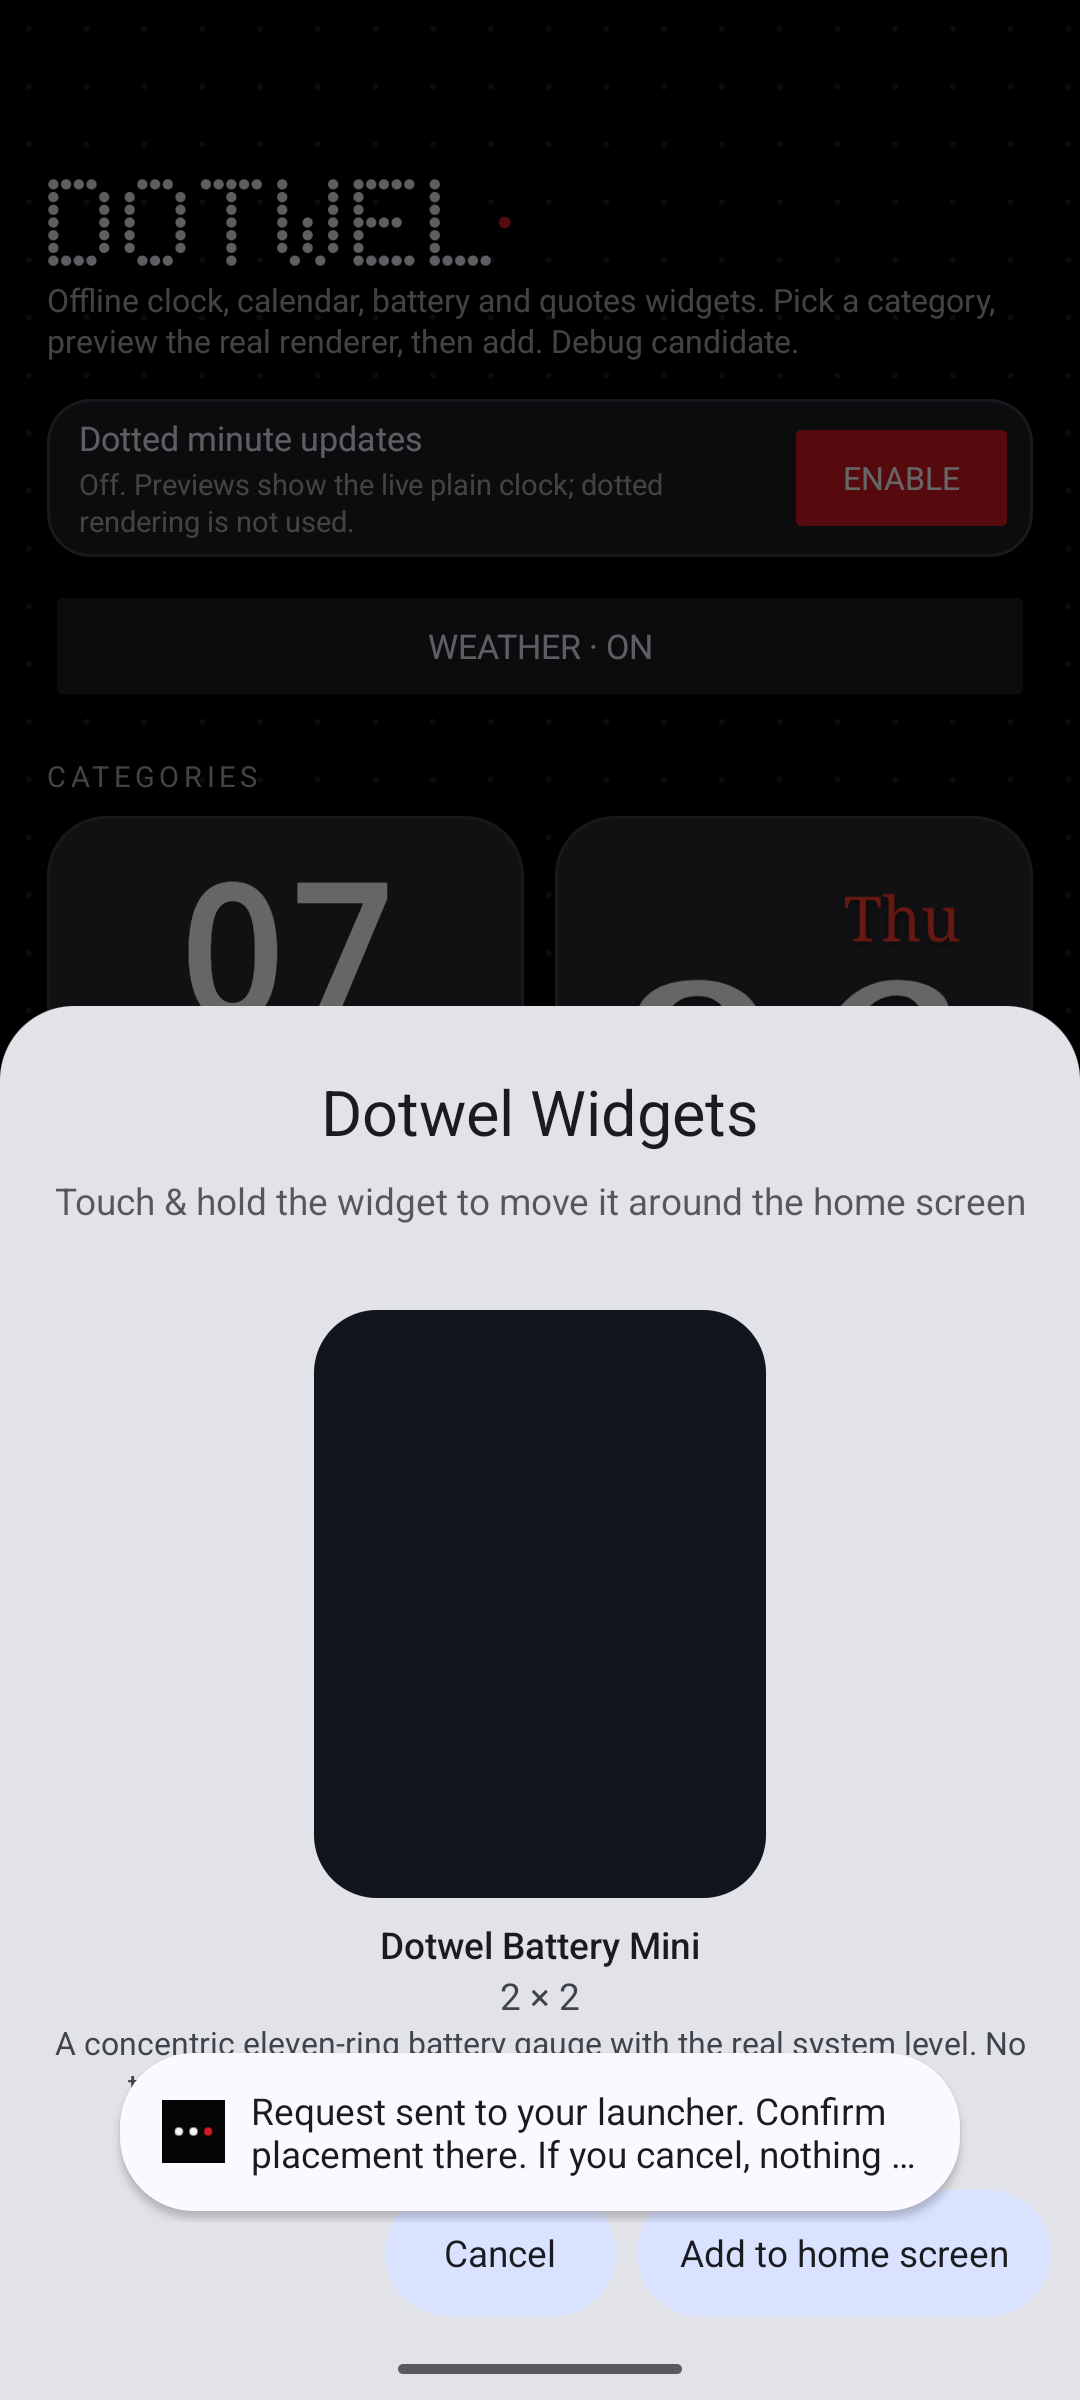 DOTWEL
Offline clock, calendar, battery and quotes widgets. Pick a category,
preview the real renderer, then add. Debug candidate.
Dotted minute updates
Off. Previews show the live plain clock; dotted
rendering is not used.
ENABLE
WEATHER · ON
CATEGORIES
07
Thu
Dotwel Widgets
Touch & hold the widget to move it around the home screen
Dotwel Battery Mini
2 × 2
A concentric eleven-ring battery gauge with the real system level. No
Request sent to your launcher. Confirm
placement there. If you cancel, nothing ...
Cancel
Add to home screen